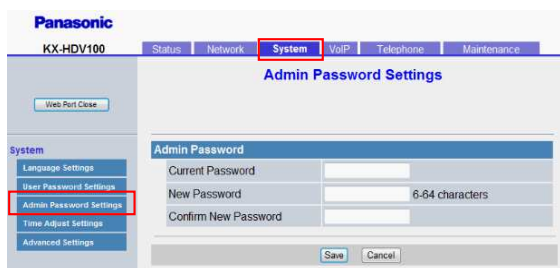 Panasonic
KX-HDV100
Status Network System VoIP Telephone Maintenance
Admin Password Settings
Web Port Close
System
Language Settings
User Password Settings
Admin Password Settings
Time Adjust Settings
Advanced Settings
Admin Password
Current Password
New Password 6-64 characters
Confirm New Password
Save Cancel